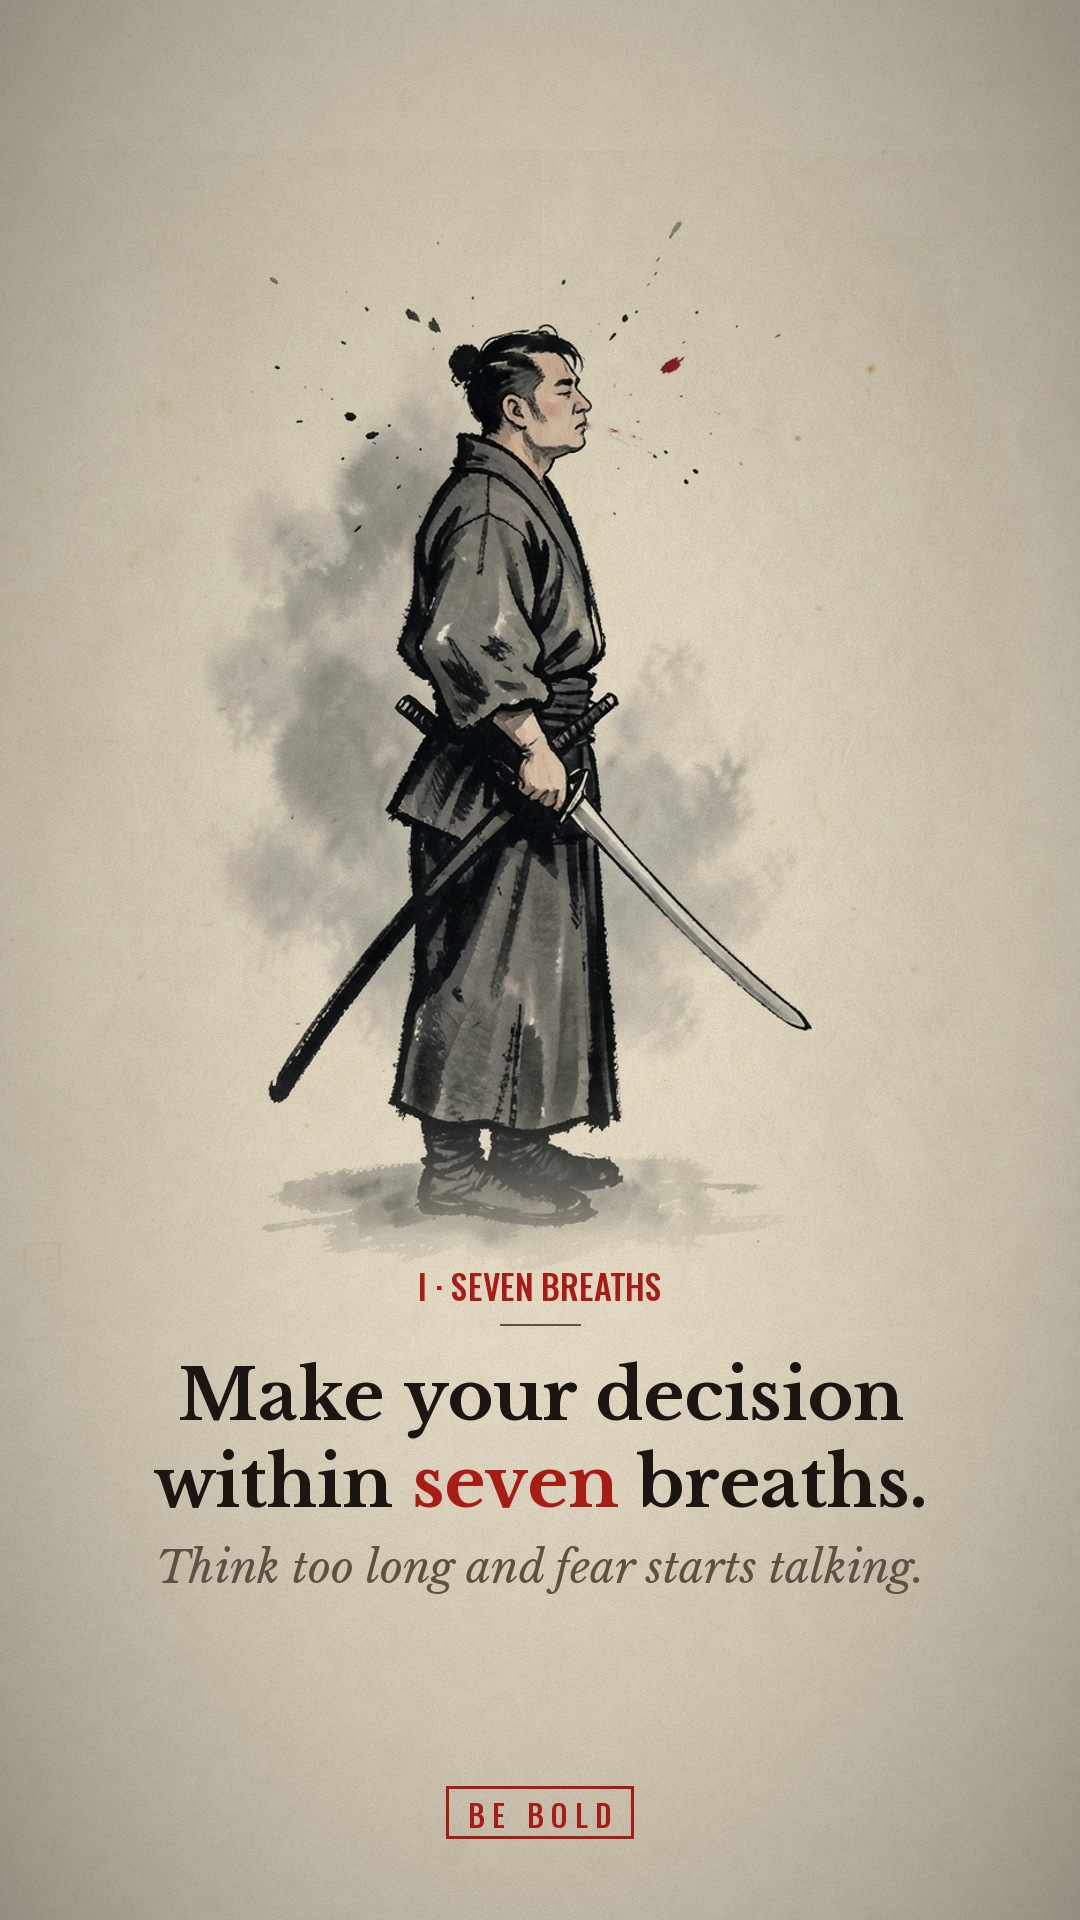 I · SEVEN BREATHS
Make your decision
within seven breaths.
Think too long and fear starts talking.
BE BOLD